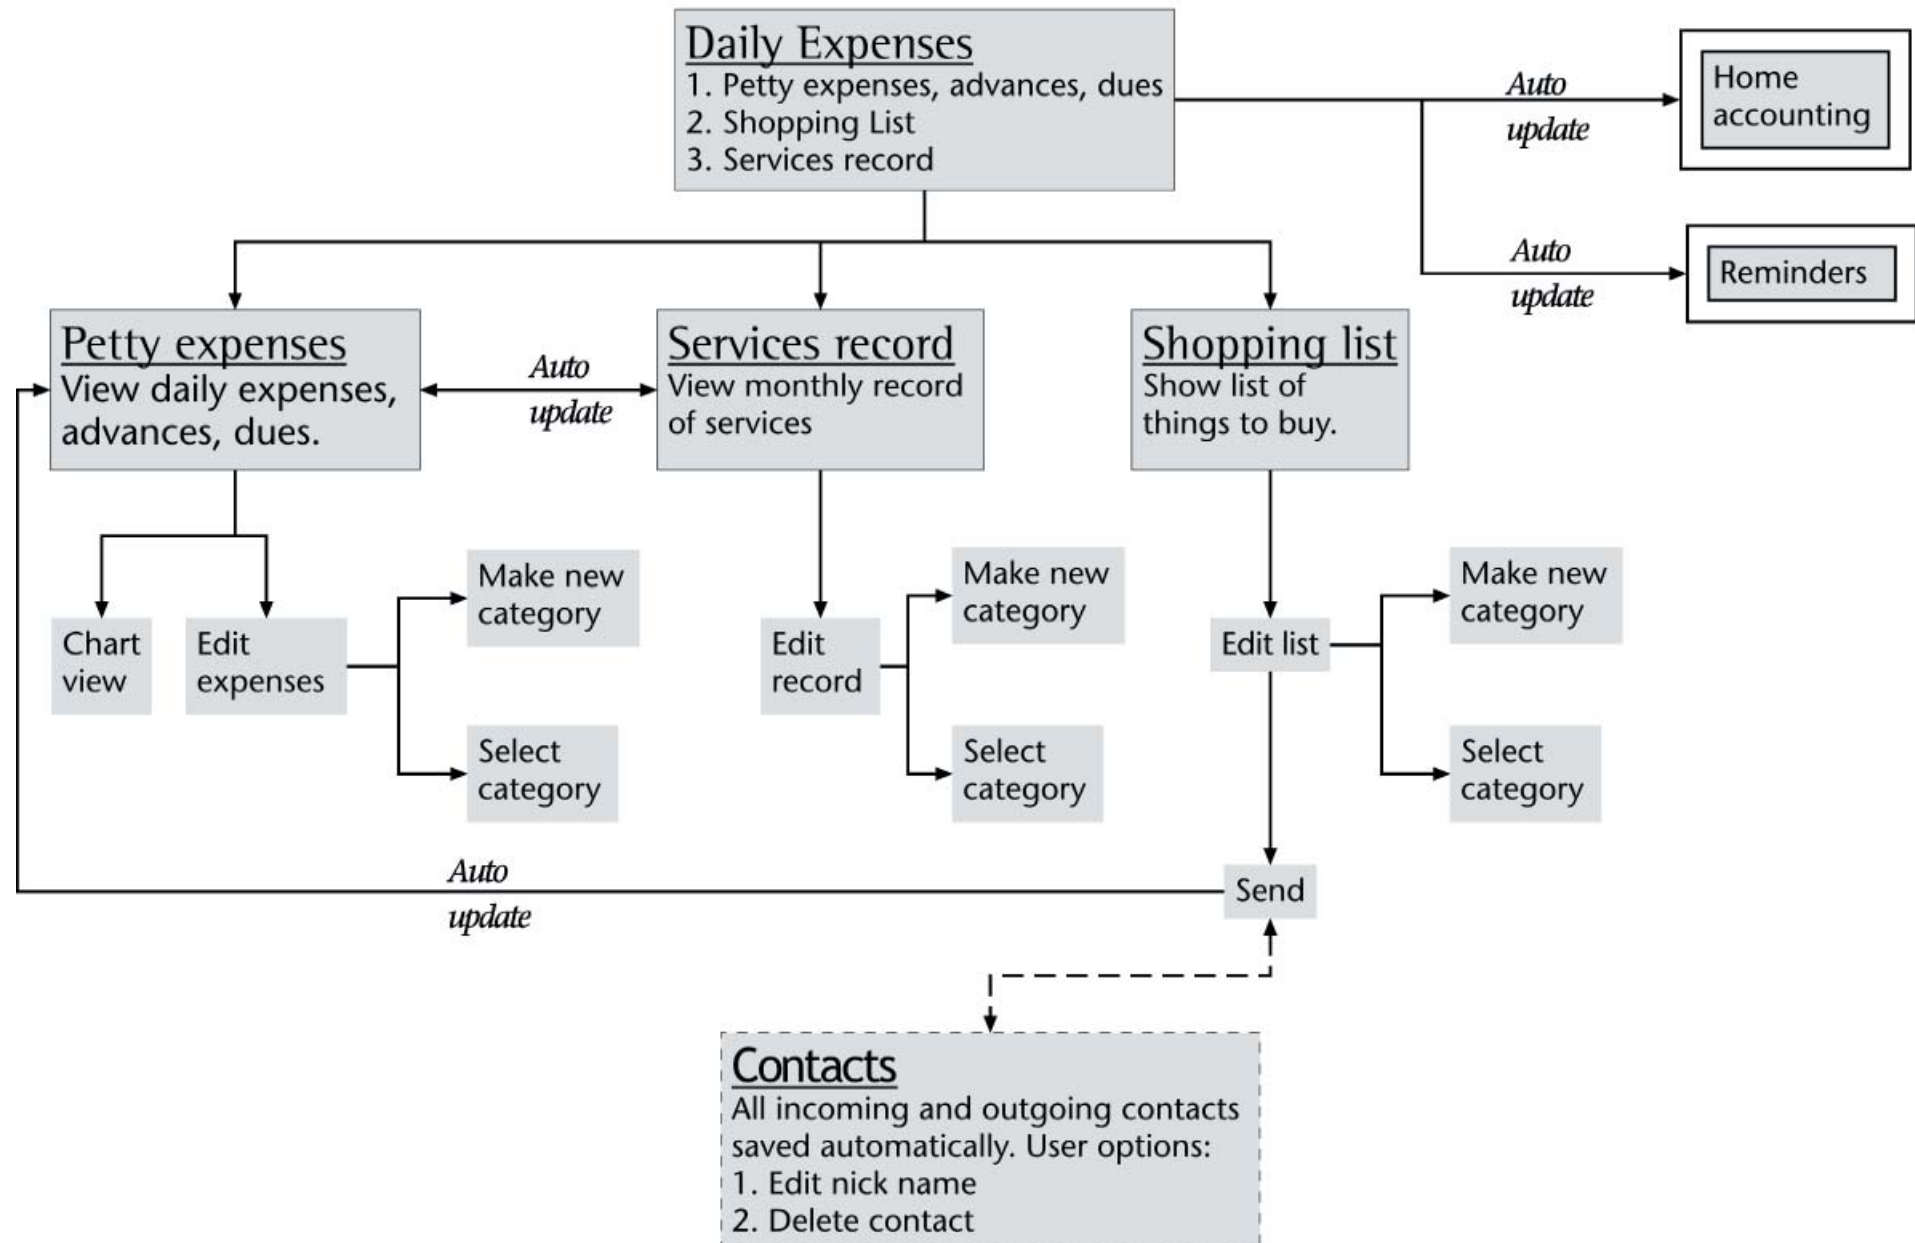 Daily Expenses
1. Petty expenses, advances, dues
2. Shopping List
3. Services record
Auto
update
Home
accounting
Auto
update
Reminders
Petty expenses
View daily expenses,
advances, dues.
Auto
update
Services record
View monthly record
of services
Shopping list
Show list of
things to buy.
Chart
view
Edit
expenses
Make new
category
Select
category
Edit
record
Make new
category
Select
category
Edit list
Make new
category
Select
category
Auto
update
Send
Contacts
All incoming and outgoing contacts
saved automatically. User options:
1. Edit nick name
2. Delete contact